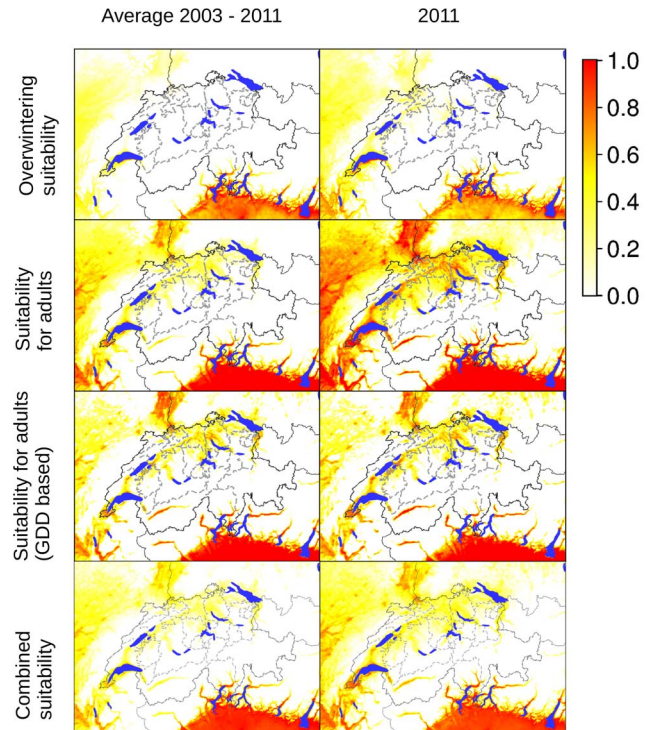 Average 2003 - 2011
2011
Overwintering
suitability
1.0
0.8
0.6
0.4
0.2
0.0
Suitability
for adults
Suitability for adults
(GDD based)
Combined
suitability